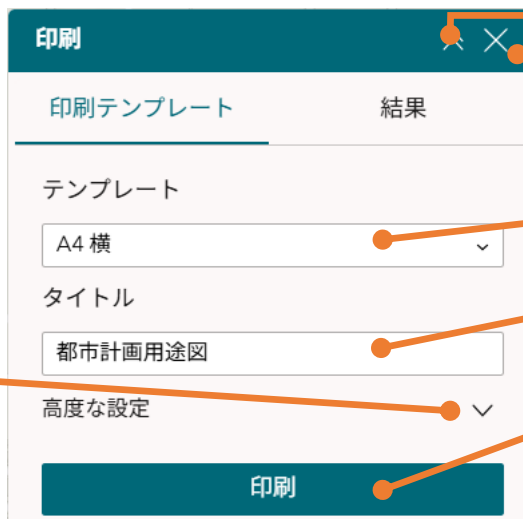 印刷
印刷テンプレート 結果
テンプレート
A4 横
タイトル
都市計画用途図
高度な設定
印刷